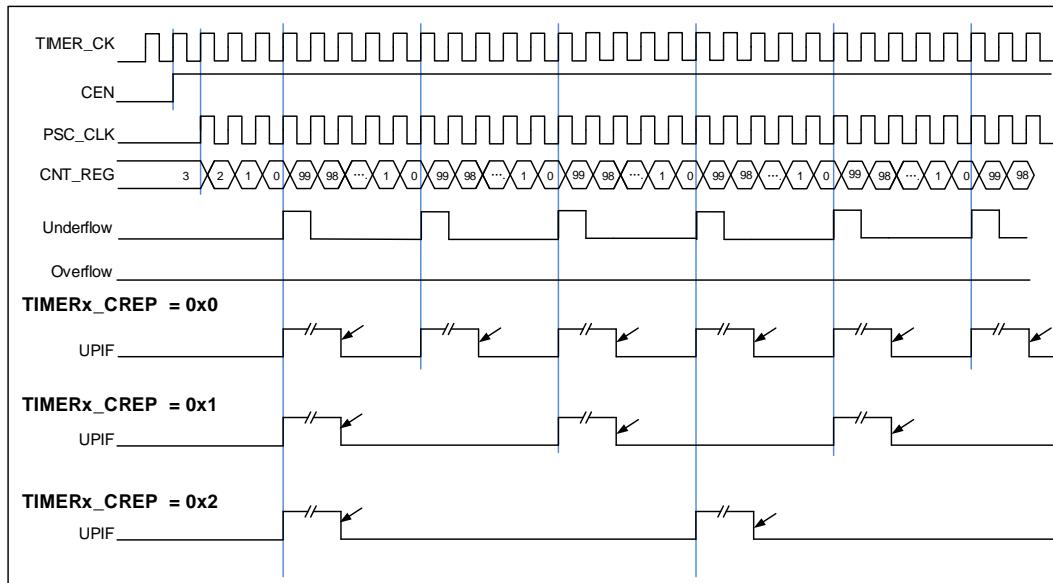 TIMER_CK
CEN
PSC_CLK
CNT_REG 3 2 1 0 99 98 ... 1 0 99 98 ... 1 0 99 98 ... 1 0 99 98 ... 1 0 99 98 ... 1 0 99 98
Underflow
Overflow
TIMERx_CREP = 0x0
UPIF
TIMERx_CREP = 0x1
UPIF
TIMERx_CREP = 0x2
UPIF